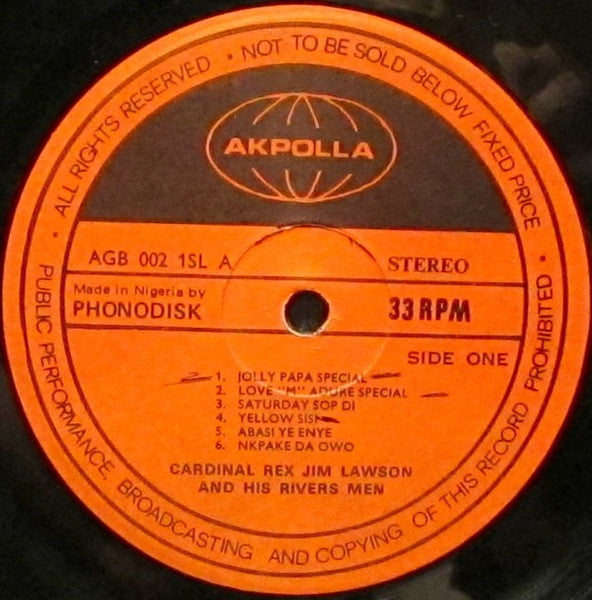 • ALL RIGHTS RESERVED • NOT TO BE SOLD BELOW FIXED PRICE •
AKPOLLA
AGB 002 1SL A
STEREO
Made in Nigeria by
PHONODISK
33 RPM
SIDE ONE
1. JOLLY PAPA SPECIAL
2. LOVE "M" ADURE SPECIAL
3. SATURDAY SOP DI
4. YELLOW SISI
5. ABASI YE ENYE
6. NKPAKE DA OWO
CARDINAL REX JIM LAWSON
AND HIS RIVERS MEN
PUBLIC PERFORMANCE, BROADCASTING AND COPYING OF THIS RECORD PROHIBITED •